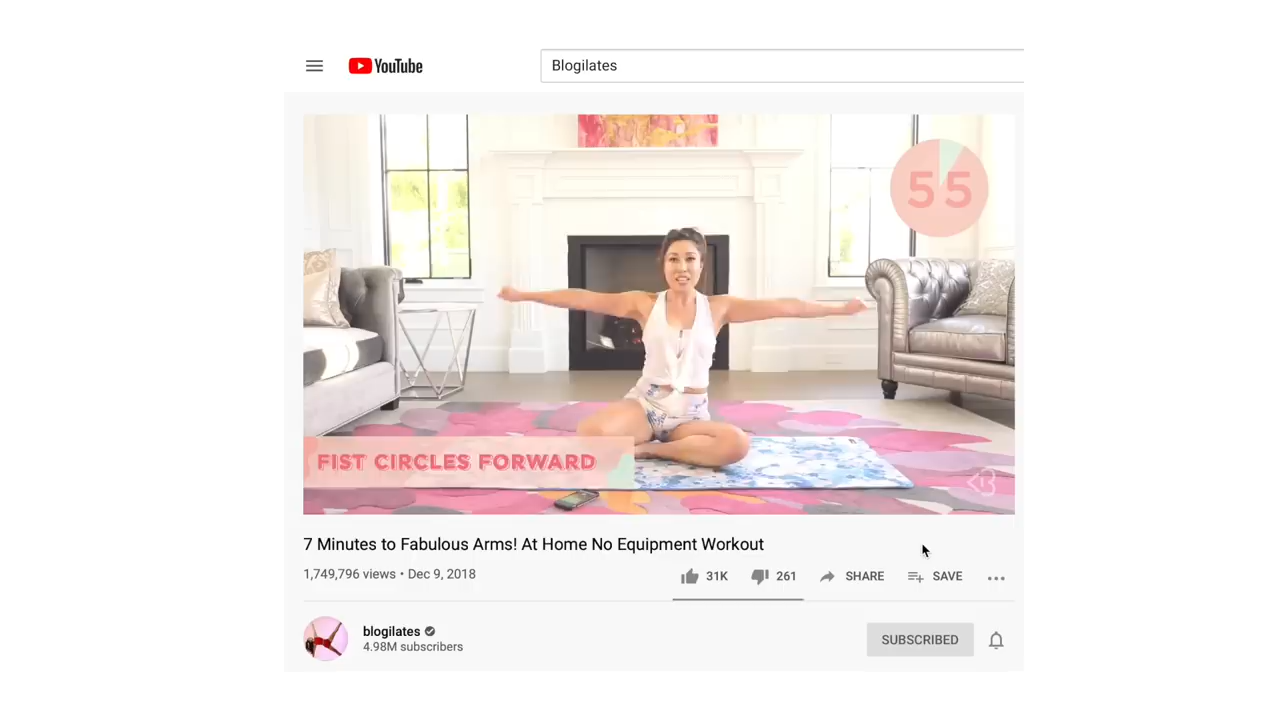 YouTube
Blogilates
55
FIST CIRCLES FORWARD
7 Minutes to Fabulous Arms! At Home No Equipment Workout
1,749,796 views • Dec 9, 2018
31K
261
SHARE
SAVE
blogilates
4.98M subscribers
SUBSCRIBED